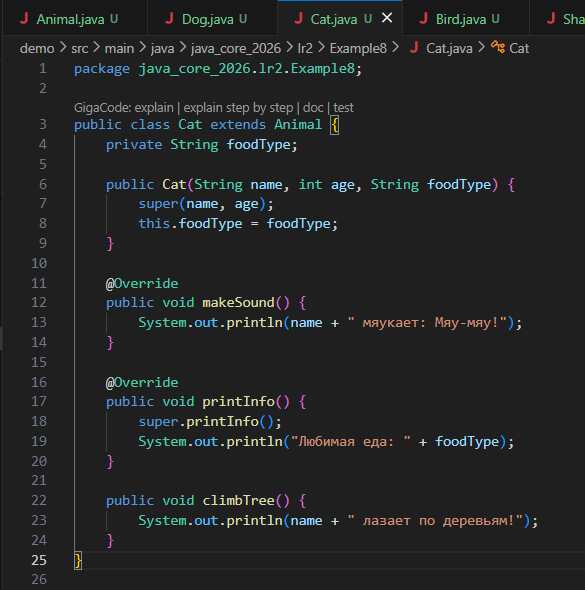 Animal.java U
Dog.java U
Cat.java U
Bird.java U
Sha
demo > src > main > java > java_core_2026 > lr2 > Example8 > Cat.java > Cat
1 package java_core_2026.lr2.Example8;
2
GigaCode: explain | explain step by step | doc | test
3 public class Cat extends Animal {
4     private String foodType;
5
6     public Cat(String name, int age, String foodType) {
7         super(name, age);
8         this.foodType = foodType;
9     }
10
11     @Override
12     public void makeSound() {
13         System.out.println(name + " мяукает: Мяу-мяу!");
14     }
15
16     @Override
17     public void printInfo() {
18         super.printInfo();
19         System.out.println("Любимая еда: " + foodType);
20     }
21
22     public void climbTree() {
23         System.out.println(name + " лазает по деревьям!");
24     }
25 }
26